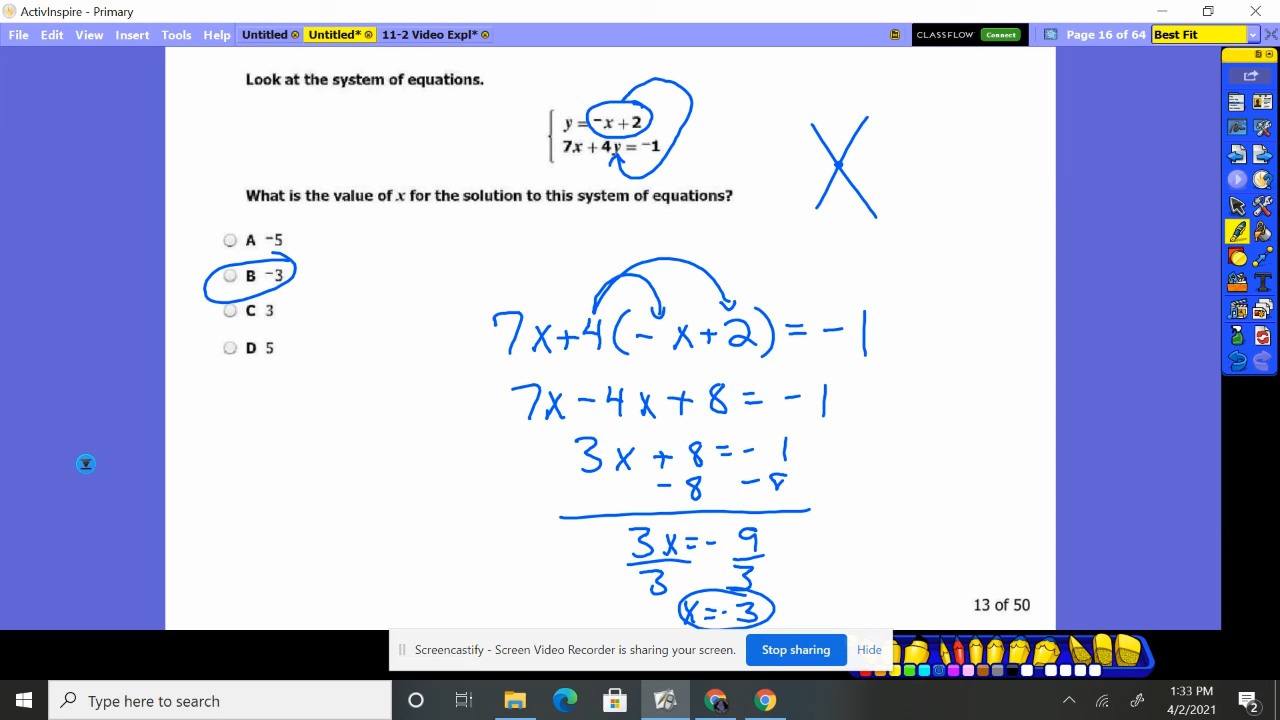 ActivInspire - Primary
File Edit View Insert Tools Help Untitled Untitled* 11-2 Video Expl* CLASSFLOW Connect Page 16 of 64 Best Fit
Look at the system of equations.
y = ⁻x + 2
7x + 4y = ⁻1
What is the value of x for the solution to this system of equations?
A ⁻5
B ⁻3
C 3
D 5
7x+4(-x+2)=-1
7x-4x+8=-1
3x+8=-1
-8 -8
3x=-9
3 3
x=-3
13 of 50
Screencastify - Screen Video Recorder is sharing your screen. Stop sharing Hide
Type here to search
1:33 PM
4/2/2021
2